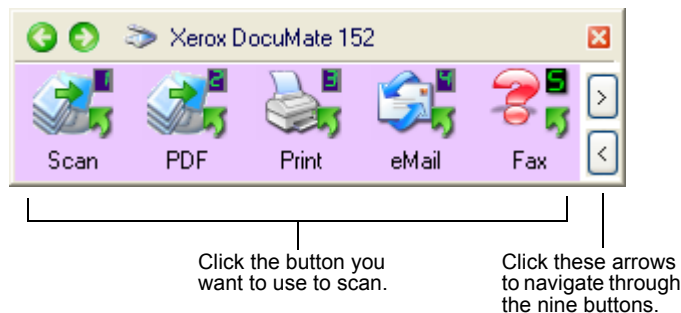 Xerox DocuMate 152
1 2 3 4 5
> 
Scan PDF Print eMail Fax
<
Click the button you
want to use to scan.
Click these arrows
to navigate through
the nine buttons.